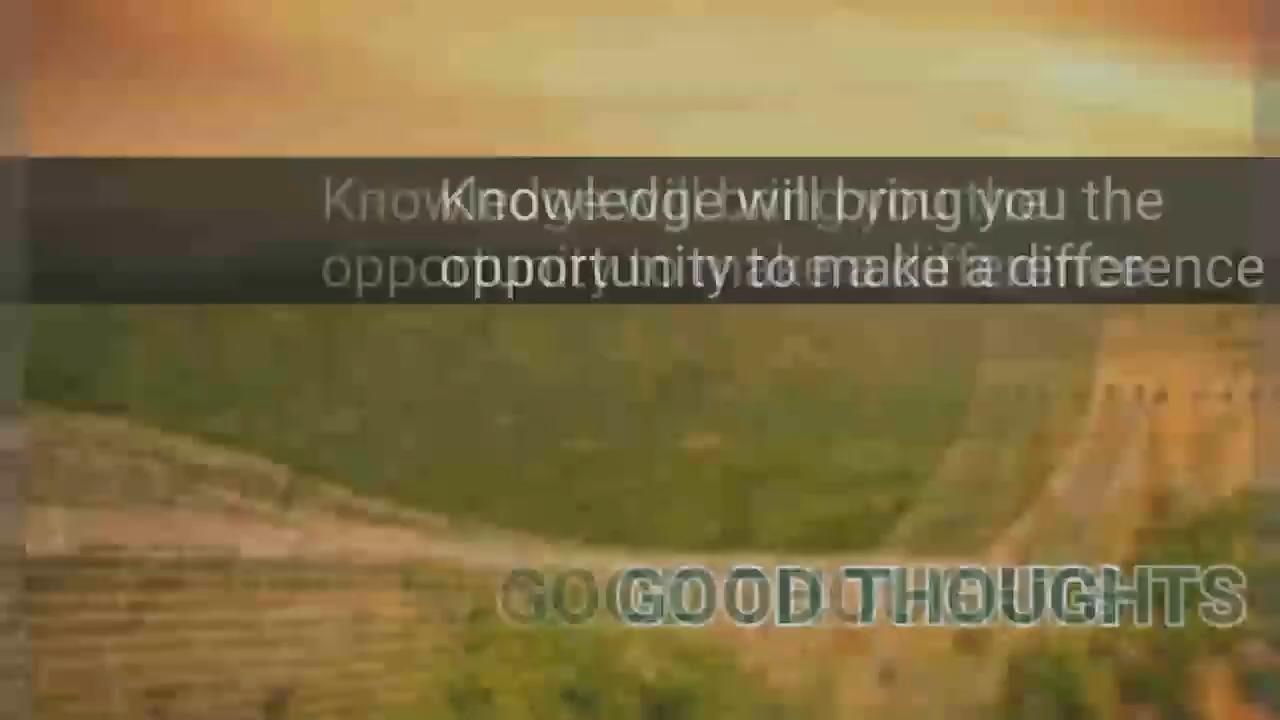 Knowledge will bring you the
opportunity to make a difference
GOOD THOUGHTS